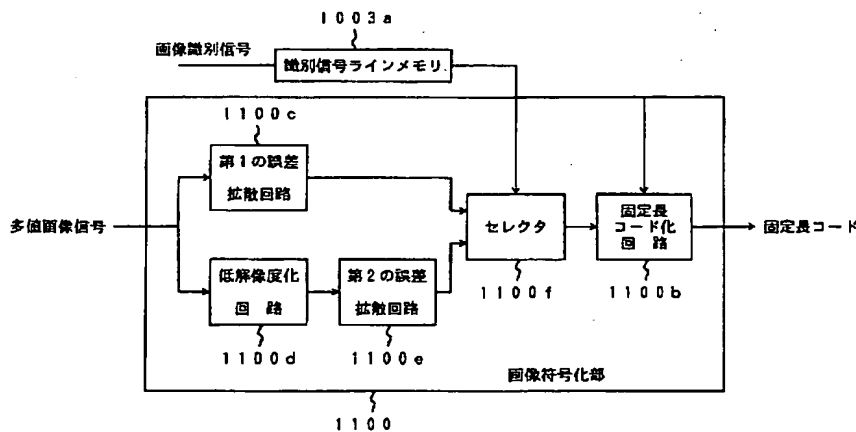 1003a
画像識別信号
識別信号ラインメモリ
1100c
第1の誤差
拡散回路
多値画像信号
セレクタ
固定長
コード化
回路
固定長コード
低解像度化
回路
第2の誤差
拡散回路
1100f
1100b
1100d
1100e
画像符号化部
1100